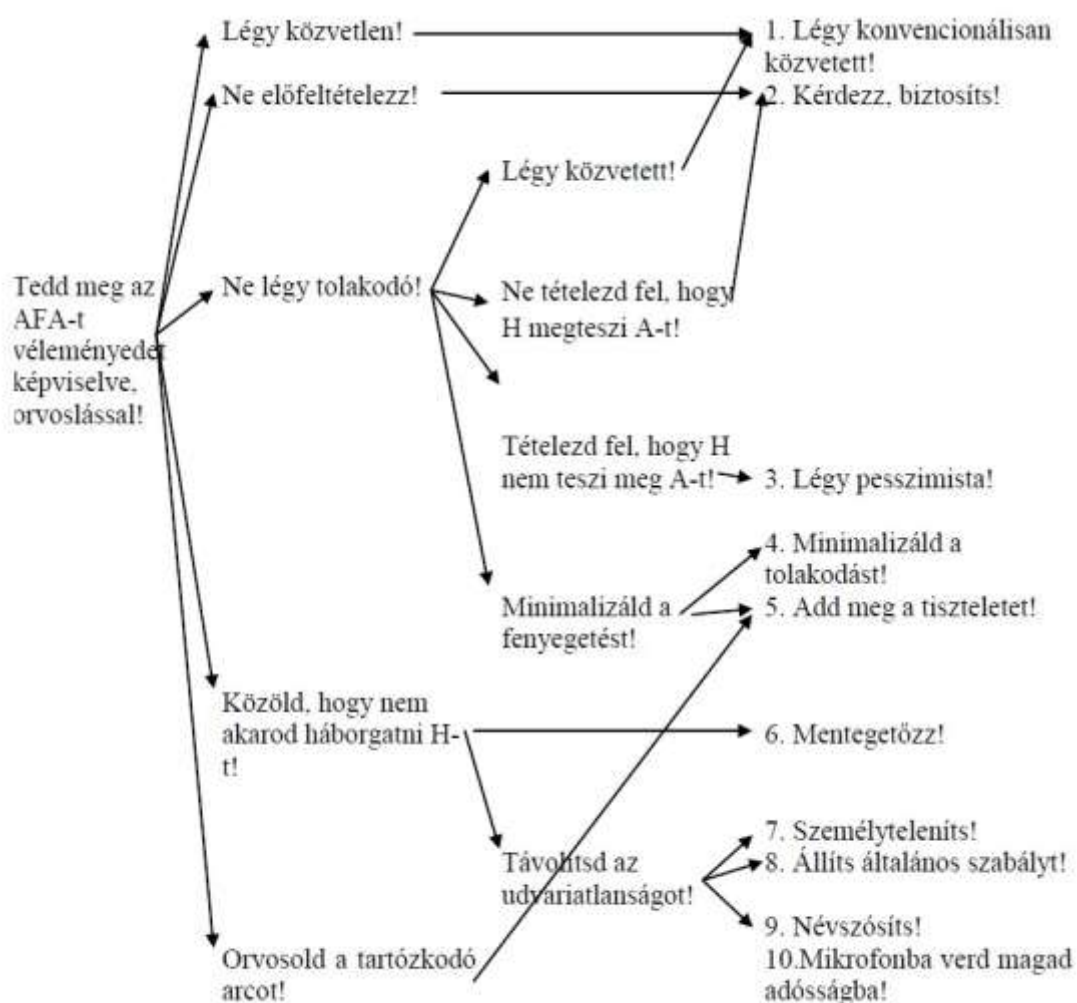 Légy közvetlen!
1. Légy konvencionálisan
közvetett!
Ne előfeltételezz!
2. Kérdezz, biztosíts!
Légy közvetett!
Tedd meg az
AFA-t
véleményedet
képviselve,
orvoslással!
Ne légy tolakodó!
Ne tételezd fel, hogy
H megteszi A-t!
Tételezd fel, hogy H
nem teszi meg A-t!
3. Légy pesszimista!
4. Minimalizáld a
tolakodást!
Minimalizáld a
fenyegetést!
5. Add meg a tiszteletet!
Közöld, hogy nem
akarod háborgatni H-
t!
6. Mentegetőzz!
Távolítsd az
udvariatlanságot!
7. Személyteleníts!
8. Állíts általános szabályt!
9. Névszósíts!
Orvosold a tartózkodó
arcot!
10.Mikrofonba verd magad
adósságba!